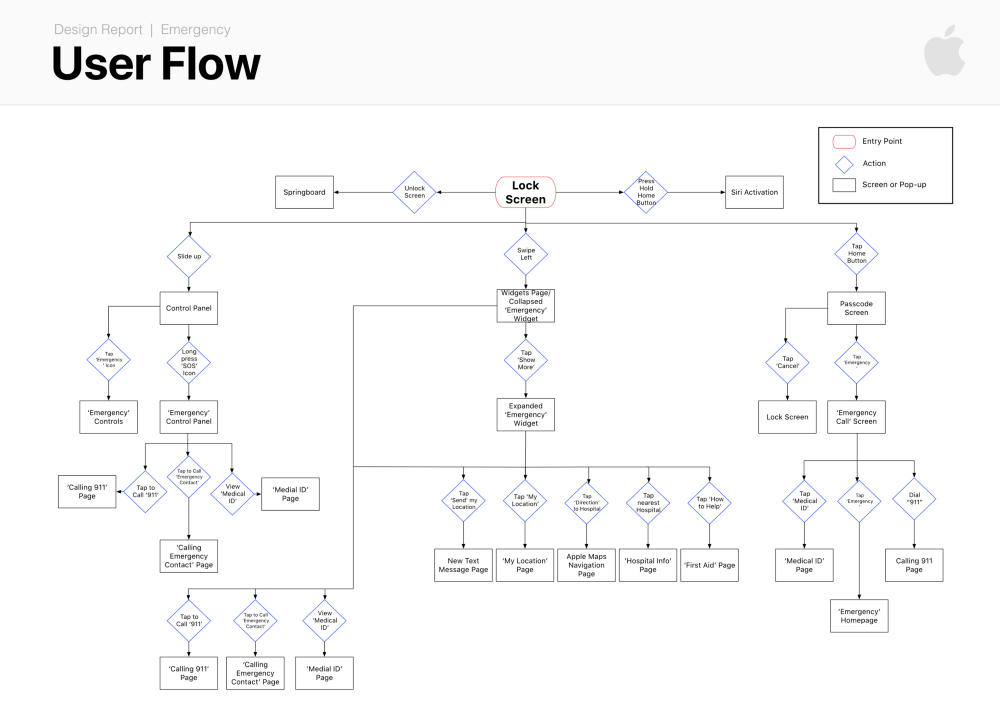 Design Report | Emergency
User Flow
Entry Point
Action
Screen or Pop-up
Springboard
Unlock
Screen
Lock
Screen
Press
Hold
Home
Button
Siri Activation
Slide up
Swipe
Left
Tap
Home
Button
Control Panel
Widgets Page/
Collapsed
'Emergency'
Widget
Passcode
Screen
Tap
'Emergency
' Icon
Long
press
'SOS'
Icon
Tap
'Show
More'
Tap
'Cancel'
Tap
'Emergency
'
'Emergency'
Controls
'Emergency'
Control Panel
Expanded
'Emergency'
Widget
Lock Screen
'Emergency
Call' Screen
'Calling 911'
Page
Tap to
Call '911'
Tap to Call
'Emergency
Contact'
View
'Medical
ID'
'Medial ID'
Page
Tap
'Send' my
Location
Tap 'My
Location'
Tap
'Direction'
to Hospital
Tap
nearest
Hospital
Tap 'How
to Help'
Tap
'Medical
ID'
Tap
'Emergency
'
Dial
"911"
'Calling
Emergency
Contact' Page
New Text
Message Page
'My Location'
Page
Apple Maps
Navigation
Page
'Hospital Info'
Page
'First Aid' Page
'Medical ID'
Page
Calling 911
Page
'Emergency'
Homepage
Tap to
Call '911'
Tap to Call
'Emergency
Contact'
View
'Medical
ID'
'Calling 911'
Page
'Calling
Emergency
Contact' Page
'Medial ID'
Page